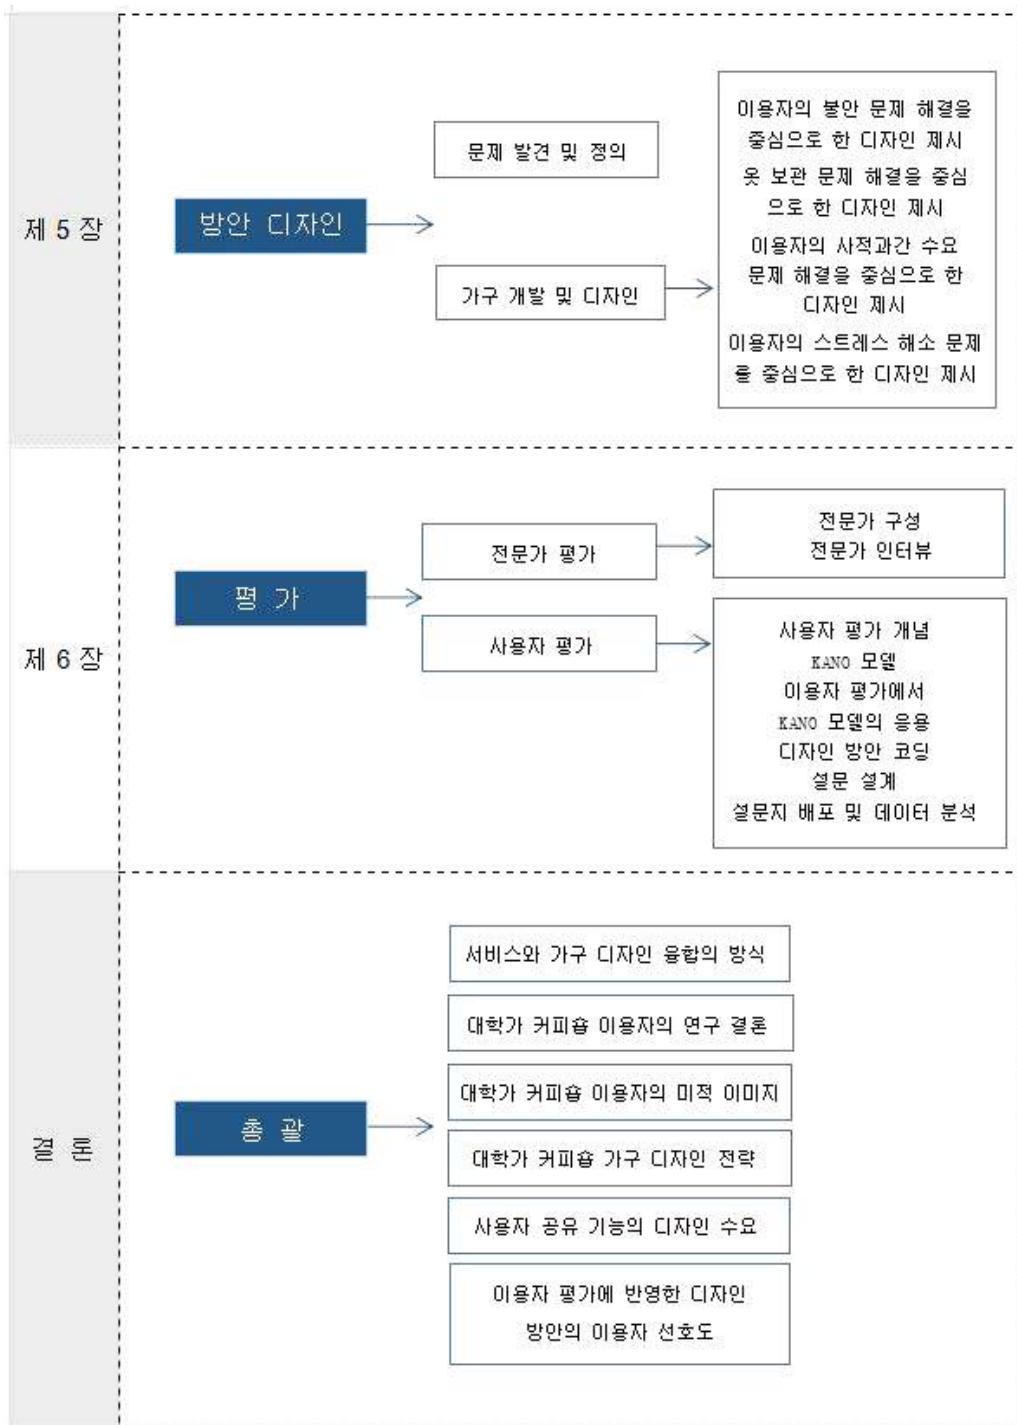 제 5 장
방안 디자인
문제 발견 및 정의
가구 개발 및 디자인
이용자의 불안 문제 해결을
중심으로 한 디자인 제시
옷 보관 문제 해결을 중심
으로 한 디자인 제시
이용자의 사적과간 수요
문제 해결을 중심으로 한
디자인 제시
이용자의 스트레스 해소 문제
를 중심으로 한 디자인 제시
제 6 장
평 가
전문가 평가
전문가 구성
전문가 인터뷰
사용자 평가
사용자 평가 개념
KANO 모델
이용자 평가에서
KANO 모델의 응용
디자인 방안 코딩
설문 설계
설문지 배포 및 데이터 분석
결 론
총 괄
서비스와 가구 디자인 융합의 방식
대학가 커피숍 이용자의 연구 결론
대학가 커피숍 이용자의 미적 이미지
대학가 커피숍 가구 디자인 전략
사용자 공유 기능의 디자인 수요
이용자 평가에 반영한 디자인
방안의 이용자 선호도